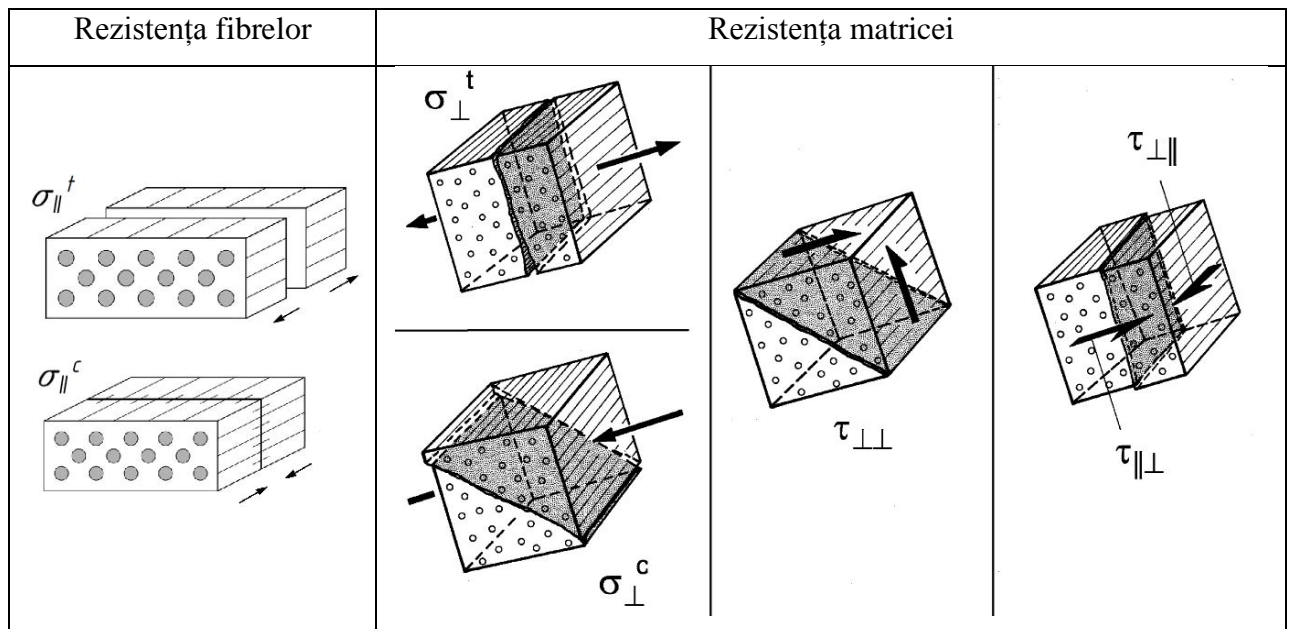 Rezistența fibrelor
Rezistența matricei
σ∥ᵗ
σ∥ᶜ
σ⊥ᵗ
σ⊥ᶜ
τ⊥⊥
τ⊥∥
τ∥⊥